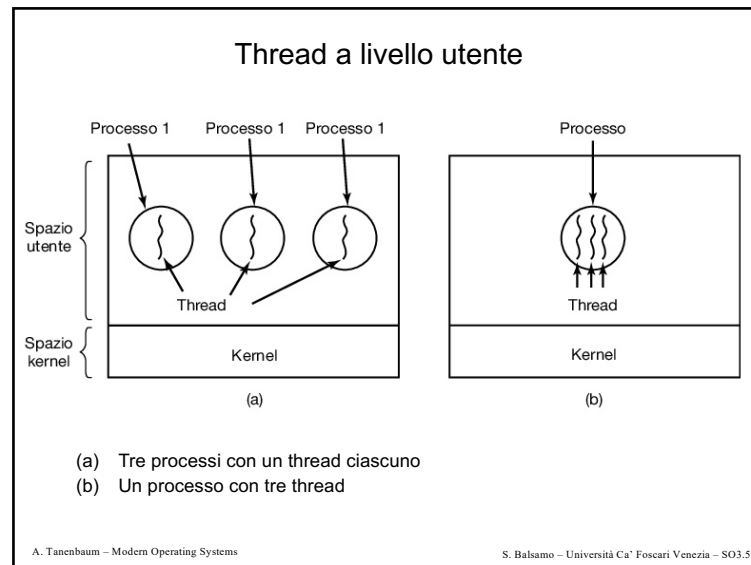 Thread a livello utente
Processo 1 Processo 1 Processo 1
Processo
Spazio
utente
Thread
Thread
Spazio
kernel
Kernel
Kernel
(a)
(b)
(a) Tre processi con un thread ciascuno
(b) Un processo con tre thread
A. Tanenbaum – Modern Operating Systems
S. Balsamo – Università Ca' Foscari Venezia – SO3.5